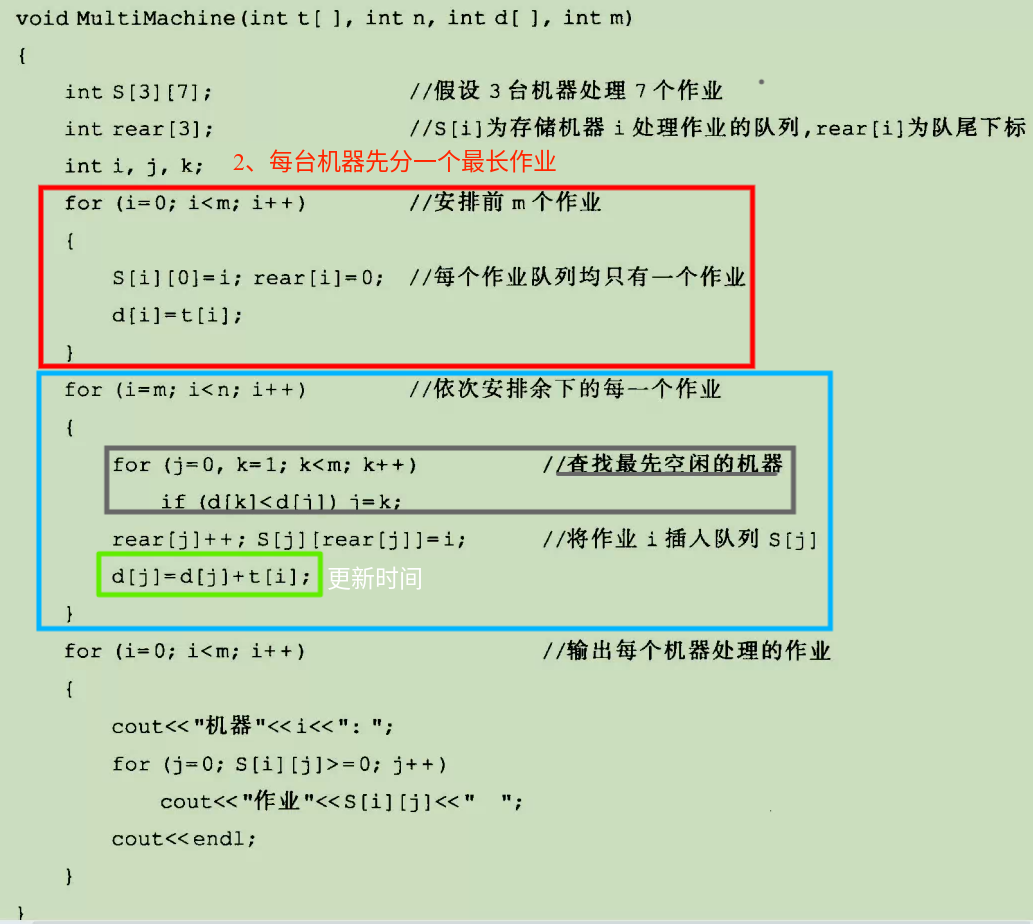 void MultiMachine(int t[ ], int n, int d[ ], int m)
{
int S[3][7]; //假设 3 台机器处理 7 个作业
int rear[3]; //S[i]为存储机器 i 处理作业的队列,rear[i]为队尾下标
int i, j, k; 2、每台机器先分一个最长作业
for (i=0; i<m; i++) //安排前 m 个作业
{
S[i][0]=i; rear[i]=0; //每个作业队列均只有一个作业
d[i]=t[i];
}
for (i=m; i<n; i++) //依次安排余下的每一个作业
{
for (j=0, k=1; k<m; k++) //查找最先空闲的机器
if (d[k]<d[j]) j=k;
rear[j]++; S[j][rear[j]]=i; //将作业 i 插入队列 S[j]
d[j]=d[j]+t[i]; 更新时间
}
for (i=0; i<m; i++) //输出每个机器处理的作业
{
cout<<"机器"<<i<<": ";
for (j=0; S[i][j]>=0; j++)
cout<<"作业"<<S[i][j]<<"  ";
cout<<endl;
}
}